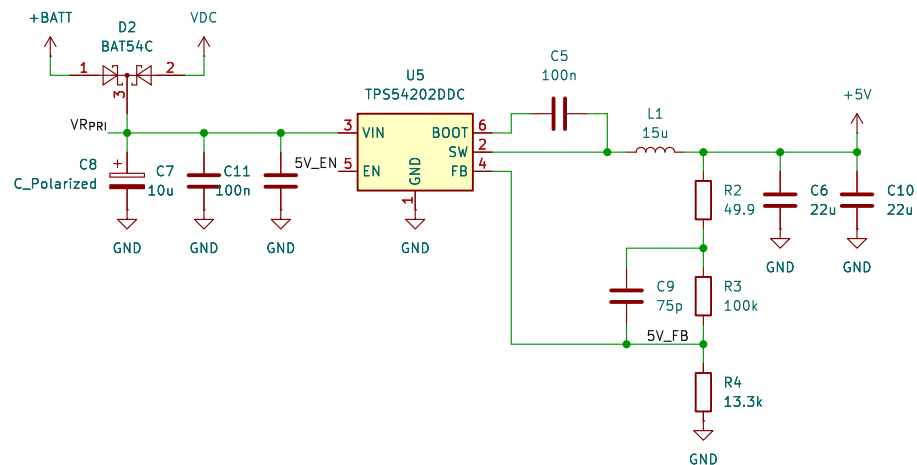 +BATT
VDC
D2
BAT54C
1
2
3
VRPRI
C8
C_Polarized
+
C7
10u
C11
100n
GND
GND
GND
5V_EN
U5
TPS54202DDC
3
VIN
5
EN
BOOT
6
SW
2
FB
4
GND
1
GND
C5
100n
L1
15u
+5V
R2
49.9
C6
22u
C10
22u
GND
GND
C9
75p
R3
100k
5V_FB
R4
13.3k
GND